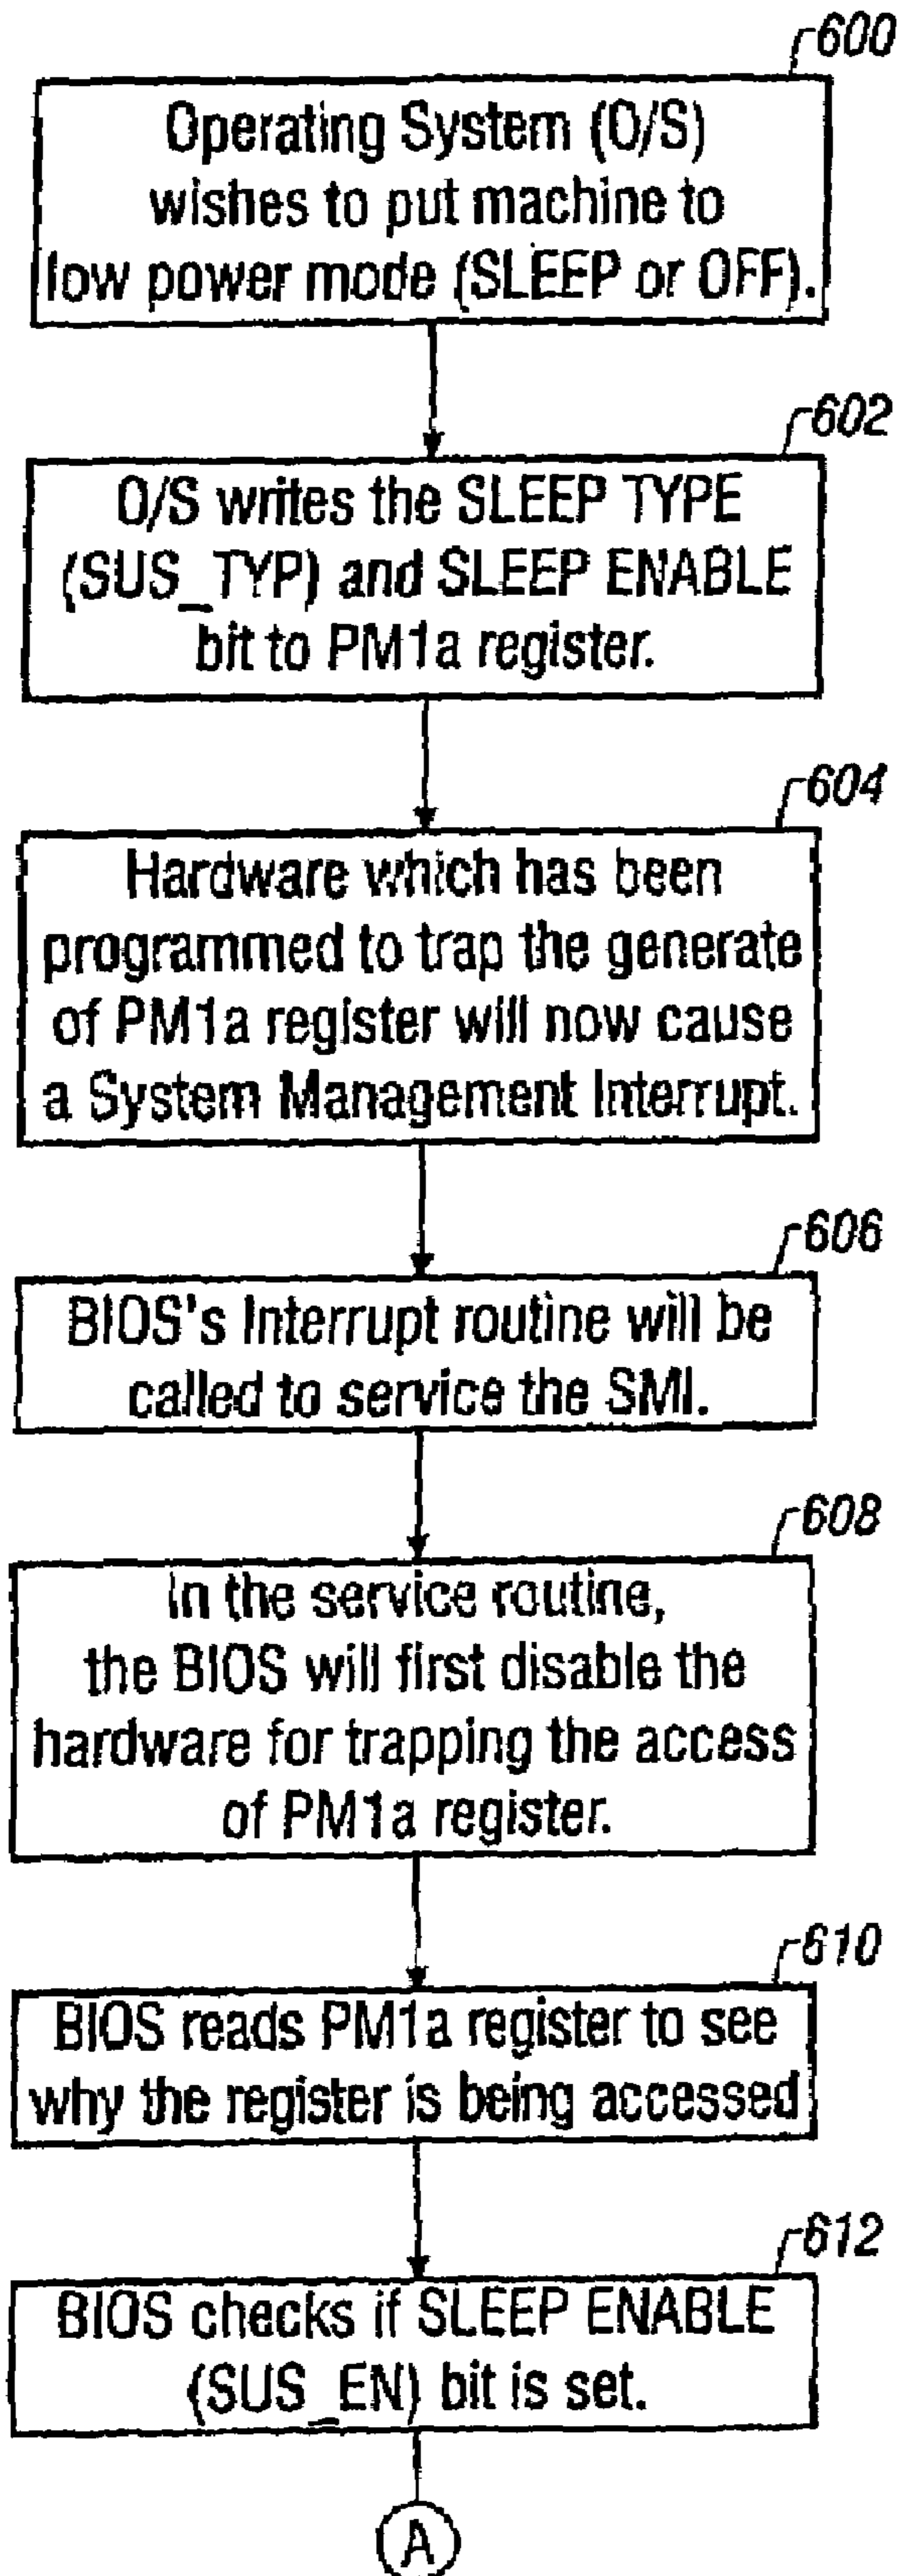 600
Operating System (O/S)
wishes to put machine to
low power mode (SLEEP or OFF).
602
O/S writes the SLEEP TYPE
(SUS_TYP) and SLEEP ENABLE
bit to PM1a register.
604
Hardware which has been
programmed to trap the generate
of PM1a register will now cause
a System Management Interrupt.
606
BIOS's Interrupt routine will be
called to service the SMI.
608
In the service routine,
the BIOS will first disable the
hardware for trapping the access
of PM1a register.
610
BIOS reads PM1a register to see
why the register is being accessed
612
BIOS checks if SLEEP ENABLE
(SUS_EN) bit is set.
A